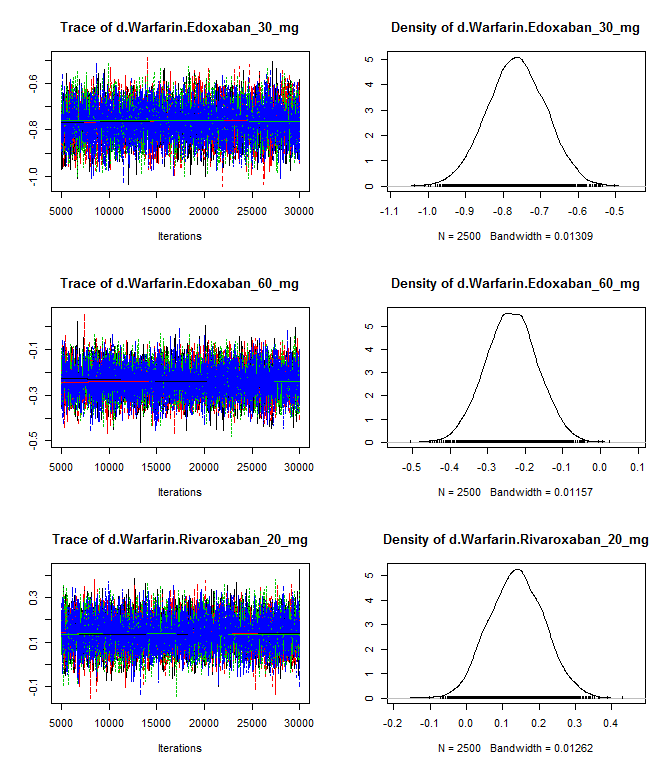 Trace of d.Warfarin.Edoxaban_30_mg
-0.6
-0.8
-1.0
5000 10000 15000 20000 25000 30000
Iterations
Density of d.Warfarin.Edoxaban_30_mg
5
4
3
2
1
0
-1.1 -1.0 -0.9 -0.8 -0.7 -0.6 -0.5
N = 2500 Bandwidth = 0.01309
Trace of d.Warfarin.Edoxaban_60_mg
-0.1
-0.3
-0.5
5000 10000 15000 20000 25000 30000
Iterations
Density of d.Warfarin.Edoxaban_60_mg
5
4
3
2
1
0
-0.5 -0.4 -0.3 -0.2 -0.1 0.0 0.1
N = 2500 Bandwidth = 0.01157
Trace of d.Warfarin.Rivaroxaban_20_mg
0.3
0.1
-0.1
5000 10000 15000 20000 25000 30000
Iterations
Density of d.Warfarin.Rivaroxaban_20_mg
5
4
3
2
1
0
-0.2 -0.1 0.0 0.1 0.2 0.3 0.4
N = 2500 Bandwidth = 0.01262